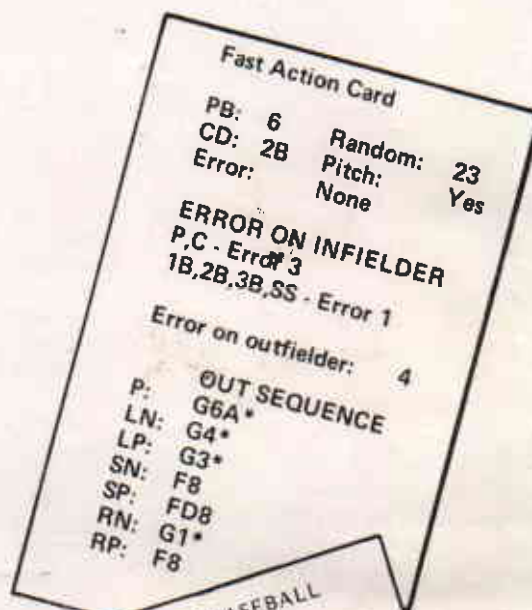 Fast Action Card
PB: 6 Random: 23
CD: 2B Pitch: Yes
Error: None
ERROR ON INFIELDER
P,C - Error 3
1B,2B,3B,SS - Error 1
Error on outfielder: 4
OUT SEQUENCE
P: G6A*
LN: G4*
LP: G3*
SN: F8
SP: FD8
RN: G1*
RP: F8